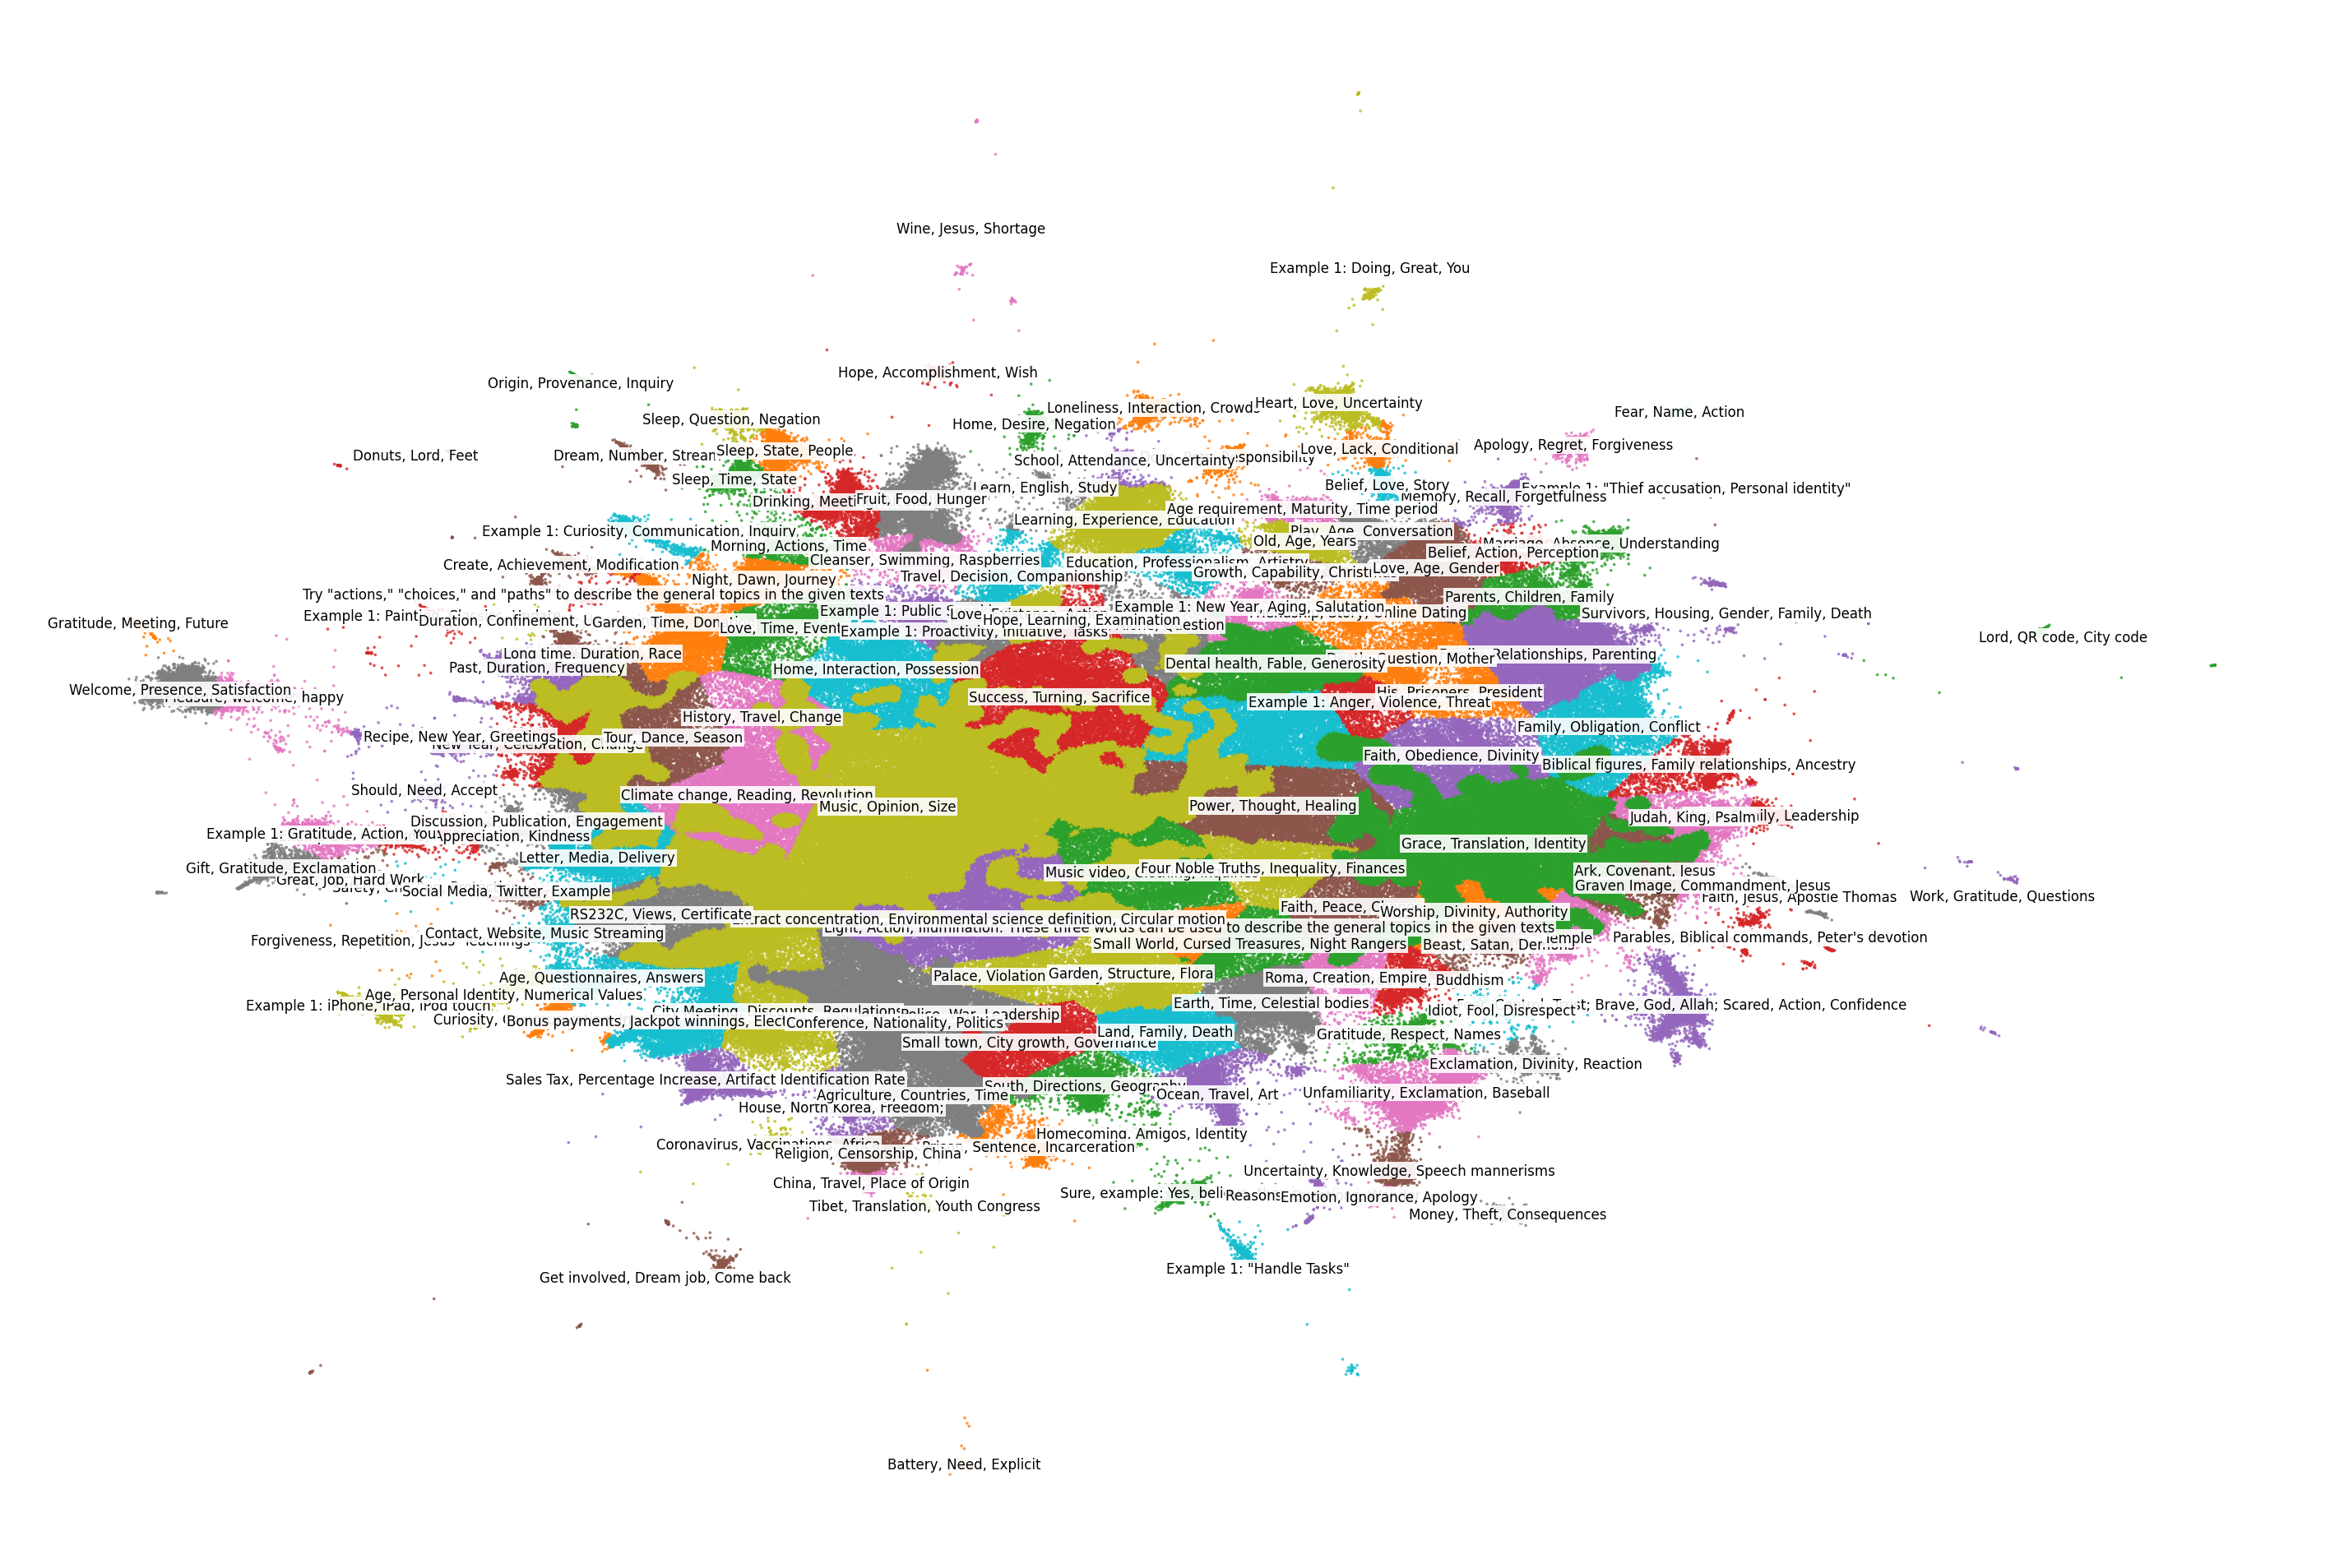 Wine, Jesus, Shortage
Example 1: Doing, Great, You
Hope, Accomplishment, Wish
Origin, Provenance, Inquiry
Heart, Love, Uncertainty
Loneliness, Interaction, Crowds
Fear, Name, Action
Sleep, Question, Negation
Home, Desire, Negation
Apology, Regret, Forgiveness
Love, Lack, Conditional
Sleep, State, People
Donuts, Lord, Feet
Dream, Number, Stream
School, Attendance, Uncertainty
Sleep, Time, State
Belief, Love, Story
Learn, English, Study
Example 1: "Thief accusation, Personal identity"
Memory, Recall, Forgetfulness
Fruit, Food, Hunger
Drinking,
Age requirement, Maturity, Time period
Learning, Experience, Education
Example 1: Curiosity, Communication, Inquiry
Play, Age, Conversation
Old, Age, Years
Absence, Understanding
Morning, Actions, Time
Belief, Action, Perception
Cleanser, Swimming, Raspberries
Education, Professionalism, Artistry
Create, Achievement, Modification
Love, Age, Gender
Growth, Capability,
Travel, Decision, Companionship
Night, Dawn, Journey
Try "actions," "choices," and "paths" to describe the general topics in the given texts
Parents, Children, Family
Example 1: New Year, Aging, Salutation
Online Dating
Example 1: Public
Survivors, Housing, Gender, Family, Death
Example 1:
Duration, Confinement,
Garden, Time,
Hope, Learning, Examination
Gratitude, Meeting, Future
Love, Time,
Example 1: Proactivity, Initiative, Tasks
Lord, QR code, City code
Long time, Duration, Race
Relationships, Parenting
Question, Mother
Past, Duration, Frequency
Home, Interaction, Possession
Dental health, Fable, Generosity
Welcome, Presence, Satisfaction
Pleasure, Welcome, happy
His, Prisoners, President
Success, Turning, Sacrifice
Example 1: Anger, Violence, Threat
History, Travel, Change
Family, Obligation, Conflict
Recipe, New Year, Greetings
Tour, Dance, Season
New Year, Celebration, Change
Faith, Obedience, Divinity
Biblical figures, Family relationships, Ancestry
Should, Need, Accept
Climate change, Reading, Revolution
Music, Opinion, Size
Power, Thought, Healing
Judah, King, Psalm
Leadership
Discussion, Publication, Engagement
Example 1: Gratitude, Action, You
Appreciation, Kindness
Grace, Translation, Identity
Letter, Media, Delivery
Gift, Gratitude, Exclamation
Music video,
Four Noble Truths, Inequality, Finances
Ark, Covenant, Jesus
Great, Job, Hard Work
Graven Image, Commandment, Jesus
Social Media, Twitter, Example
Faith, Jesus, Apostle Thomas
Work, Gratitude, Questions
Faith, Peace,
Worship, Divinity, Authority
RS232C, Views, Certificate
Extract concentration, Environmental science definition, Circular motion
Light, Action, Illumination. These three words can be used to describe the general topics in the given texts
Contact, Website, Music Streaming
Parables, Biblical commands, Peter's devotion
Temple
Forgiveness, Repetition, Jesus' Teachings
Small World, Cursed Treasures, Night Rangers
Beast, Satan, Demons
Palace, Violation
Garden, Structure, Flora
Age, Questionnaires, Answers
Roma, Creation, Empire
Buddhism
Age, Personal Identity, Numerical Values
Example 1: iPhone, iPad, iPod touch
Earth, Time, Celestial bodies
Brave, God, Allah; Scared, Action, Confidence
City Meeting, Discounts, Regulations
Police, War, Leadership
Idiot, Fool, Disrespect
Curiosity,
Bonus payments, Jackpot winnings,
Conference, Nationality, Politics
Land, Family, Death
Gratitude, Respect, Names
Small town, City growth, Governance
Exclamation, Divinity, Reaction
Sales Tax, Percentage Increase, Artifact Identification Rate
South, Directions, Geography
Agriculture, Countries, Time
Ocean, Travel, Art
Unfamiliarity, Exclamation, Baseball
House, North Korea, Freedom;
Homecoming, Amigos, Identity
Coronavirus, Vaccinations, Africa
Sentence, Incarceration
Religion, Censorship, China
Uncertainty, Knowledge, Speech mannerisms
China, Travel, Place of Origin
Sure, example: Yes,
Reasons
Emotion, Ignorance, Apology
Tibet, Translation, Youth Congress
Money, Theft, Consequences
Example 1: "Handle Tasks"
Get involved, Dream job, Come back
Battery, Need, Explicit